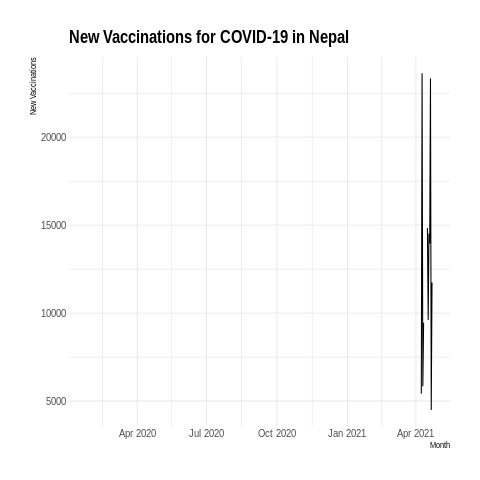 New Vaccinations for COVID-19 in Nepal
New Vaccinations
20000
15000
10000
5000
Apr 2020 Jul 2020 Oct 2020 Jan 2021 Apr 2021
Month